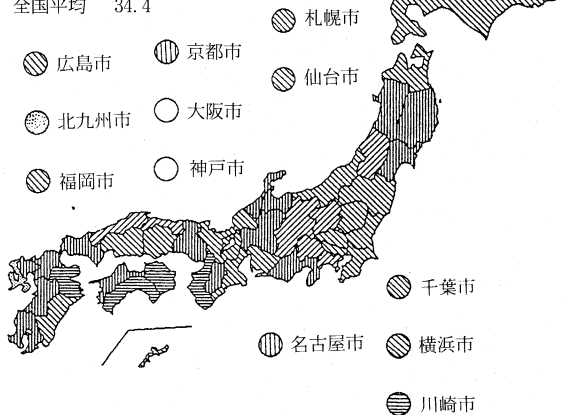 全国平均 34.4
札幌市
京都市
広島市
仙台市
大阪市
北九州市
神戸市
福岡市
千葉市
名古屋市
横浜市
川崎市